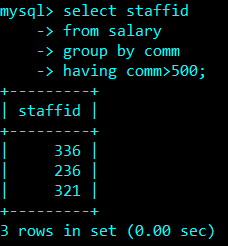 mysql> select staffid
    -> from salary
    -> group by comm
    -> having comm>500;
+---------+
| staffid |
+---------+
|     336 |
|     236 |
|     321 |
+---------+
3 rows in set (0.00 sec)